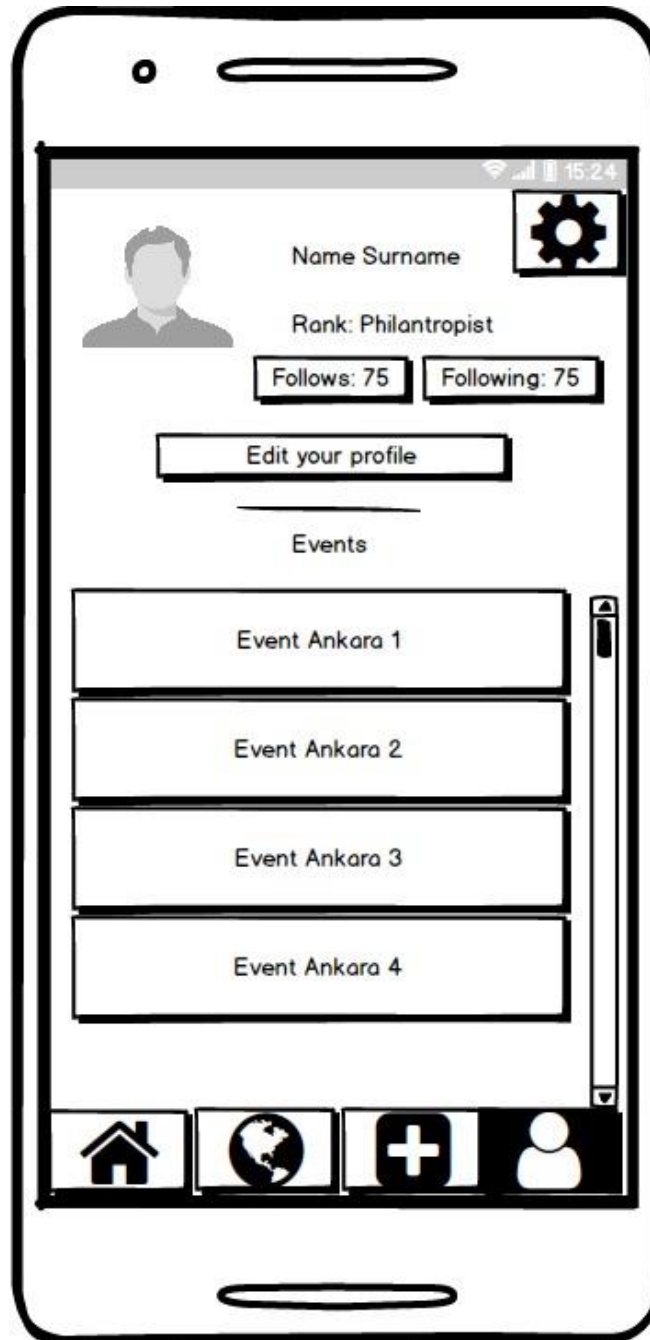 15:24
Name Surname
Rank: Philantropist
Follows: 75 Following: 75
Edit your profile
Events
Event Ankara 1
Event Ankara 2
Event Ankara 3
Event Ankara 4